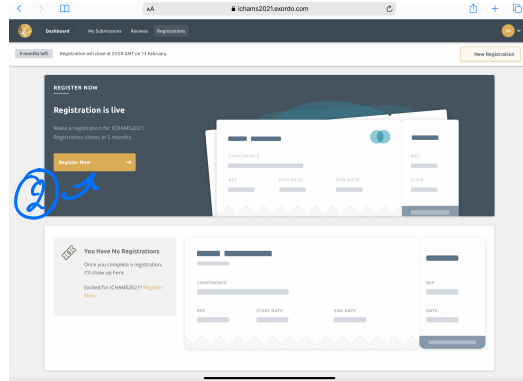 AA
ichams2021.exordo.com
Dashboard
My Submissions
Reviews
Registrations
5 months left
Registration will close at 23:59 GMT on 13 February.
New Registration
REGISTER NOW
Registration is live
Make a registration for ICHAMS2021.
Registration closes in 5 months.
Register Now →
2
CONFERENCE
REF
START DATE
END DATE
REF
DATE
You Have No Registrations
Once you complete a registration,
it'll show up here.
Excited for ICHAMS2021? Register
Now
CONFERENCE
REF
START DATE
END DATE
REF
DATE